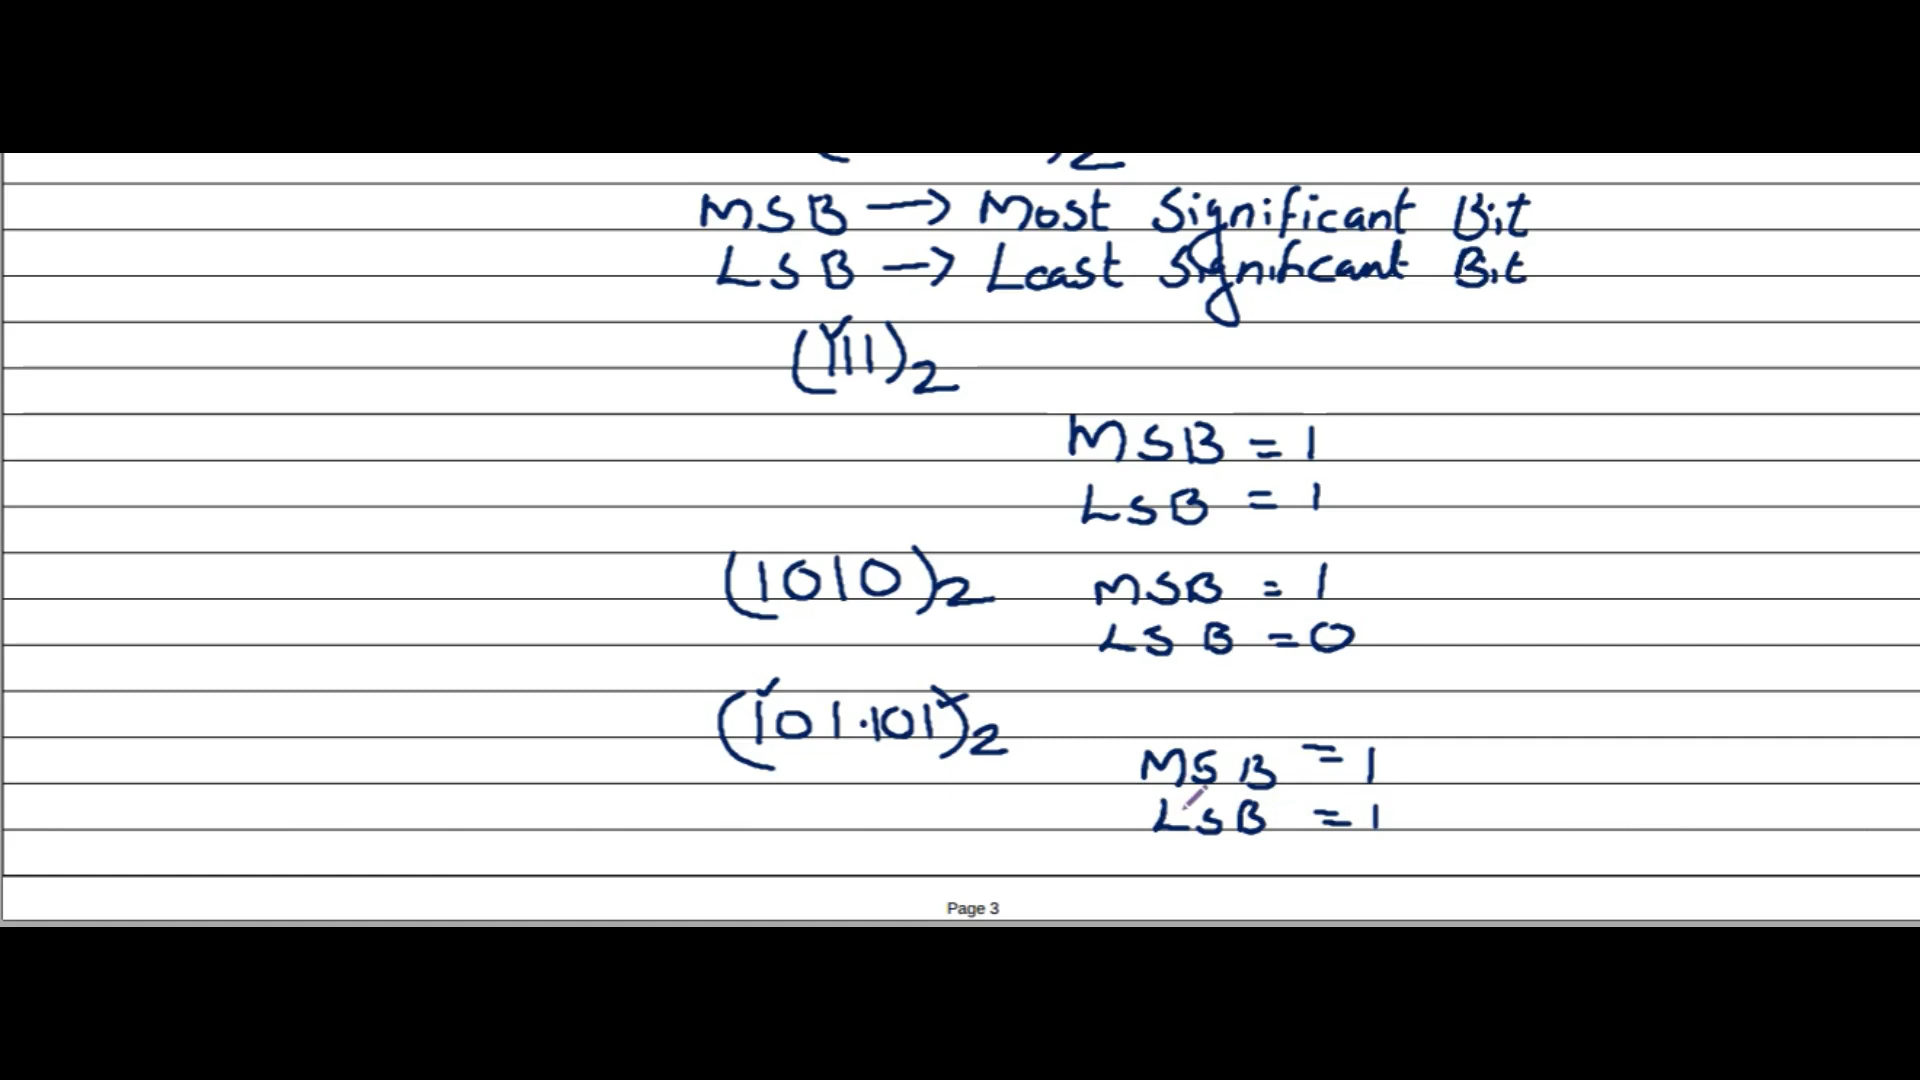 MSB → Most Significant Bit
LSB → Least Significant Bit
(111)2
MSB = 1
LSB = 1
(1010)2 MSB = 1
LSB = 0
(101.101)2
MSB = 1
LSB = 1
Page 3